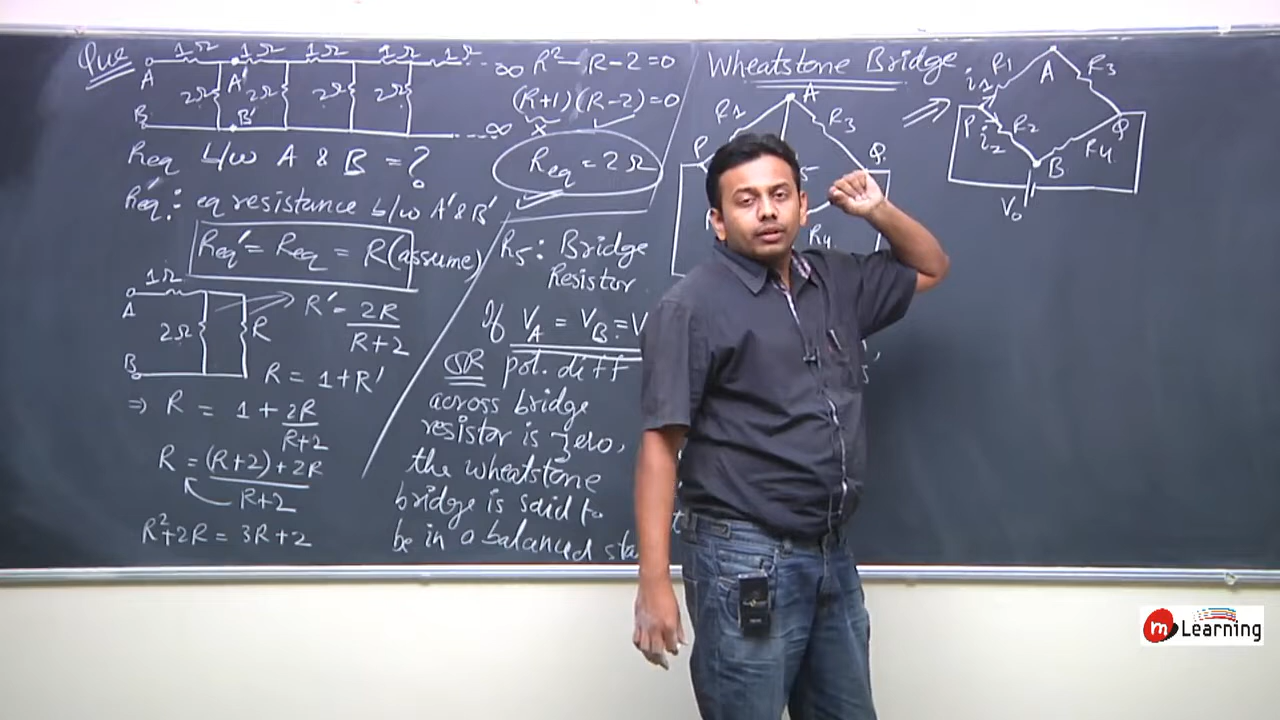 Que
1Ω 1Ω 1Ω 1Ω 1Ω
A A' ∞
2Ω 2Ω 2Ω 2Ω
B B' ∞
Req b/w A & B = ?
Req': eq resistance b/w A' & B'
Req' = Req = R (assume)
1Ω
A
2Ω R
B
R' = 2R/(R+2)
R = 1+R'
⇒ R = 1 + 2R/(R+2)
R = ((R+2)+2R)/(R+2)
R²+2R = 3R+2
R² - R - 2 = 0
(R+1)(R-2) = 0
x
Req = 2Ω
R5: Bridge
Resistor
If VA = VB = V
OR pot. diff
across bridge
resistor is zero,
the wheatstone
bridge is said to
be in a balanced sta
Wheatstone Bridge
A
R1 R3
P Q
R4
A
R1 R3
i1
P Q
i2 R2 R4
B
V0
m Learning